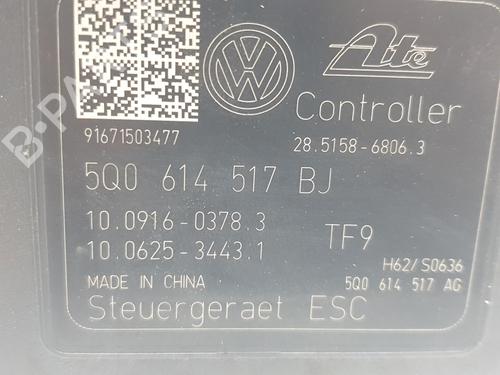 Ate
Controller
91671503477
28.5158-6806.3
5Q0 614 517 BJ
10.0916-0378.3
TF9
10.0625-3443.1
H62/S0636
MADE IN CHINA
5Q0 614 517 AG
Steuergeraet ESC